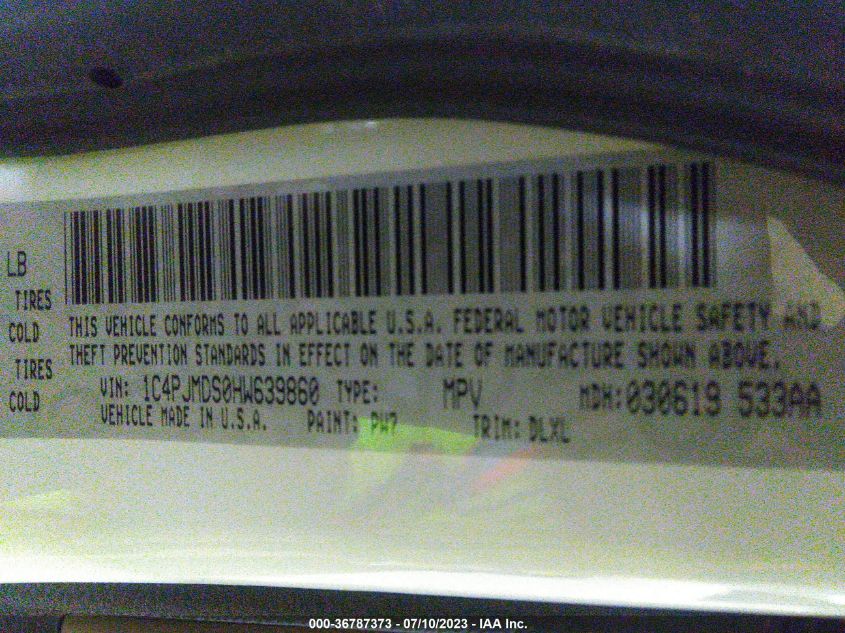 LB
TIRES
COLD
TIRES
COLD
THIS VEHICLE CONFORMS TO ALL APPLICABLE U.S.A. FEDERAL MOTOR VEHICLE SAFETY AND
THEFT PREVENTION STANDARDS IN EFFECT ON THE DATE OF MANUFACTURE SHOWN ABOVE.
VIN: 1C4PJMDS0HW639860 TYPE: MPV MDH:030619 533AA
VEHICLE MADE IN U.S.A. PAINT: PW7 TRIM: DLXL
000-36787373 - 07/10/2023 - IAA Inc.